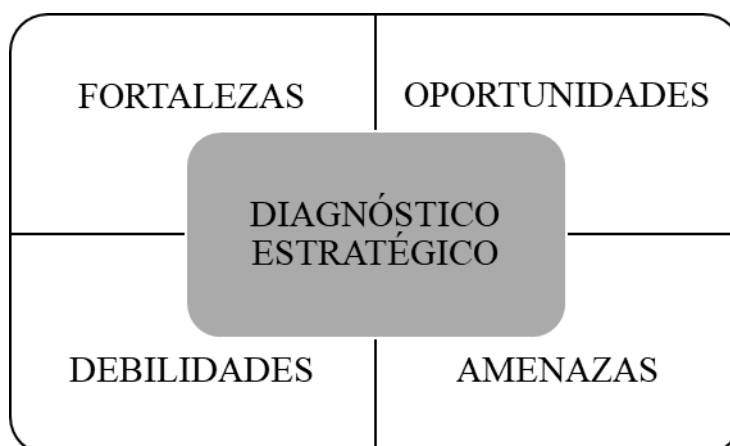 FORTALEZAS
OPORTUNIDADES
DIAGNÓSTICO
ESTRATÉGICO
DEBILIDADES
AMENAZAS